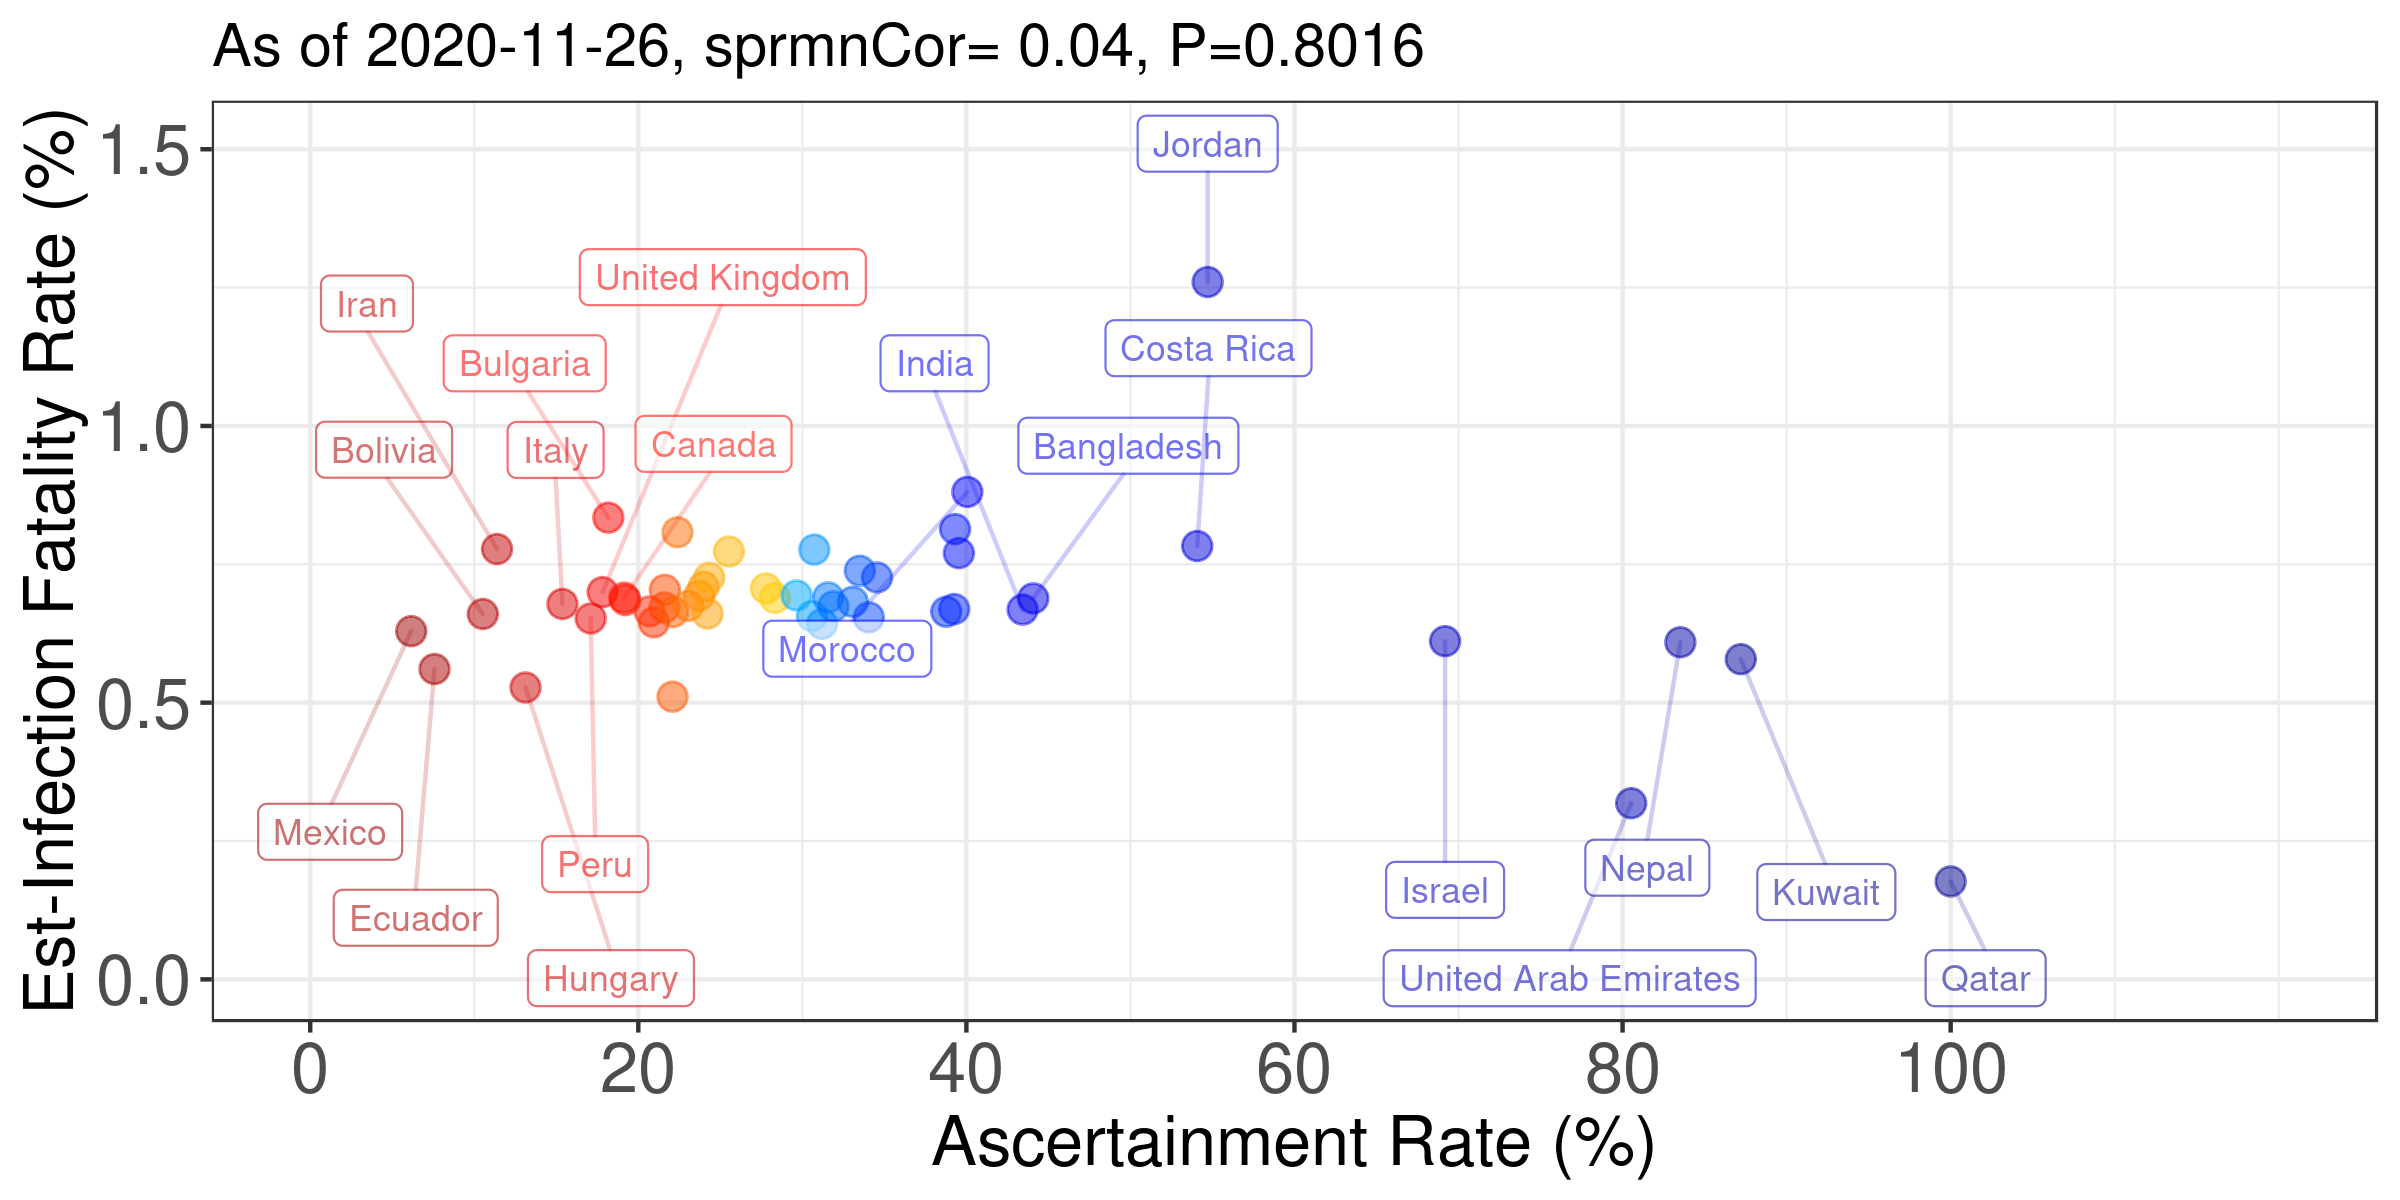 As of 2020-11-26, sprmnCor= 0.04, P=0.8016
Est-Infection Fatality Rate (%)
1.5
1.0
0.5
0.0
Jordan
United Kingdom
Iran
Costa Rica
Bulgaria
India
Canada
Bangladesh
Bolivia
Italy
Morocco
Mexico
Peru
Nepal
Israel
Kuwait
Ecuador
Hungary
United Arab Emirates
Qatar
0
20
40
60
80
100
Ascertainment Rate (%)